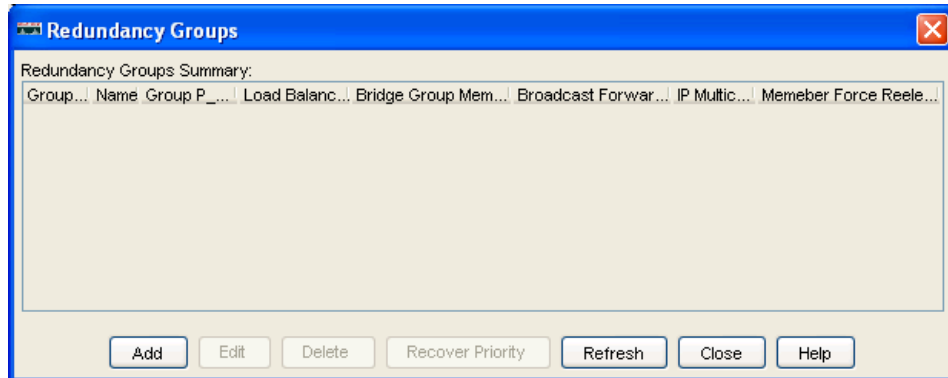 Redundancy Groups
Redundancy Groups Summary:
Group... Name Group P_... Load Balanc... Bridge Group Mem... Broadcast Forwar... IP Multic... Memeber Force Reele...
Add Edit Delete Recover Priority Refresh Close Help